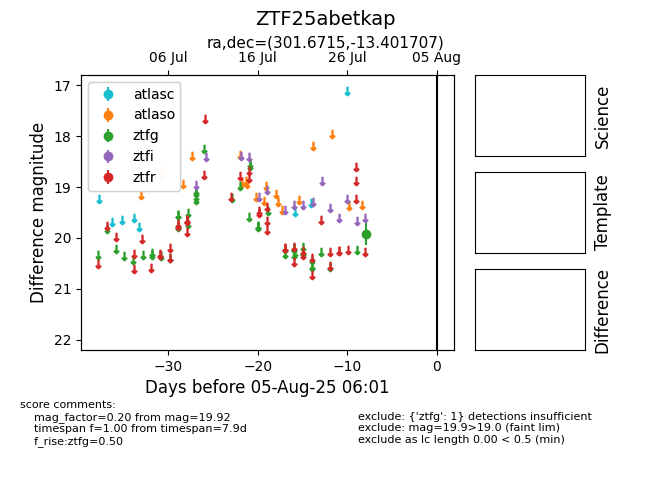 ZTF25abetkap
ra,dec=(301.6715,-13.401707)
06 Jul 16 Jul 26 Jul 05 Aug
17
18
19
20
21
22
Difference magnitude
atlasc
atlaso
ztfg
ztfi
ztfr
−30 −20 −10 0
Days before 05-Aug-25 06:01
Science
Template
Difference
score comments:
mag_factor=0.20 from mag=19.92
timespan f=1.00 from timespan=7.9d
f_rise:ztfg=0.50
exclude: {'ztfg': 1} detections insufficient
exclude: mag=19.9>19.0 (faint lim)
exclude as lc length 0.00 < 0.5 (min)